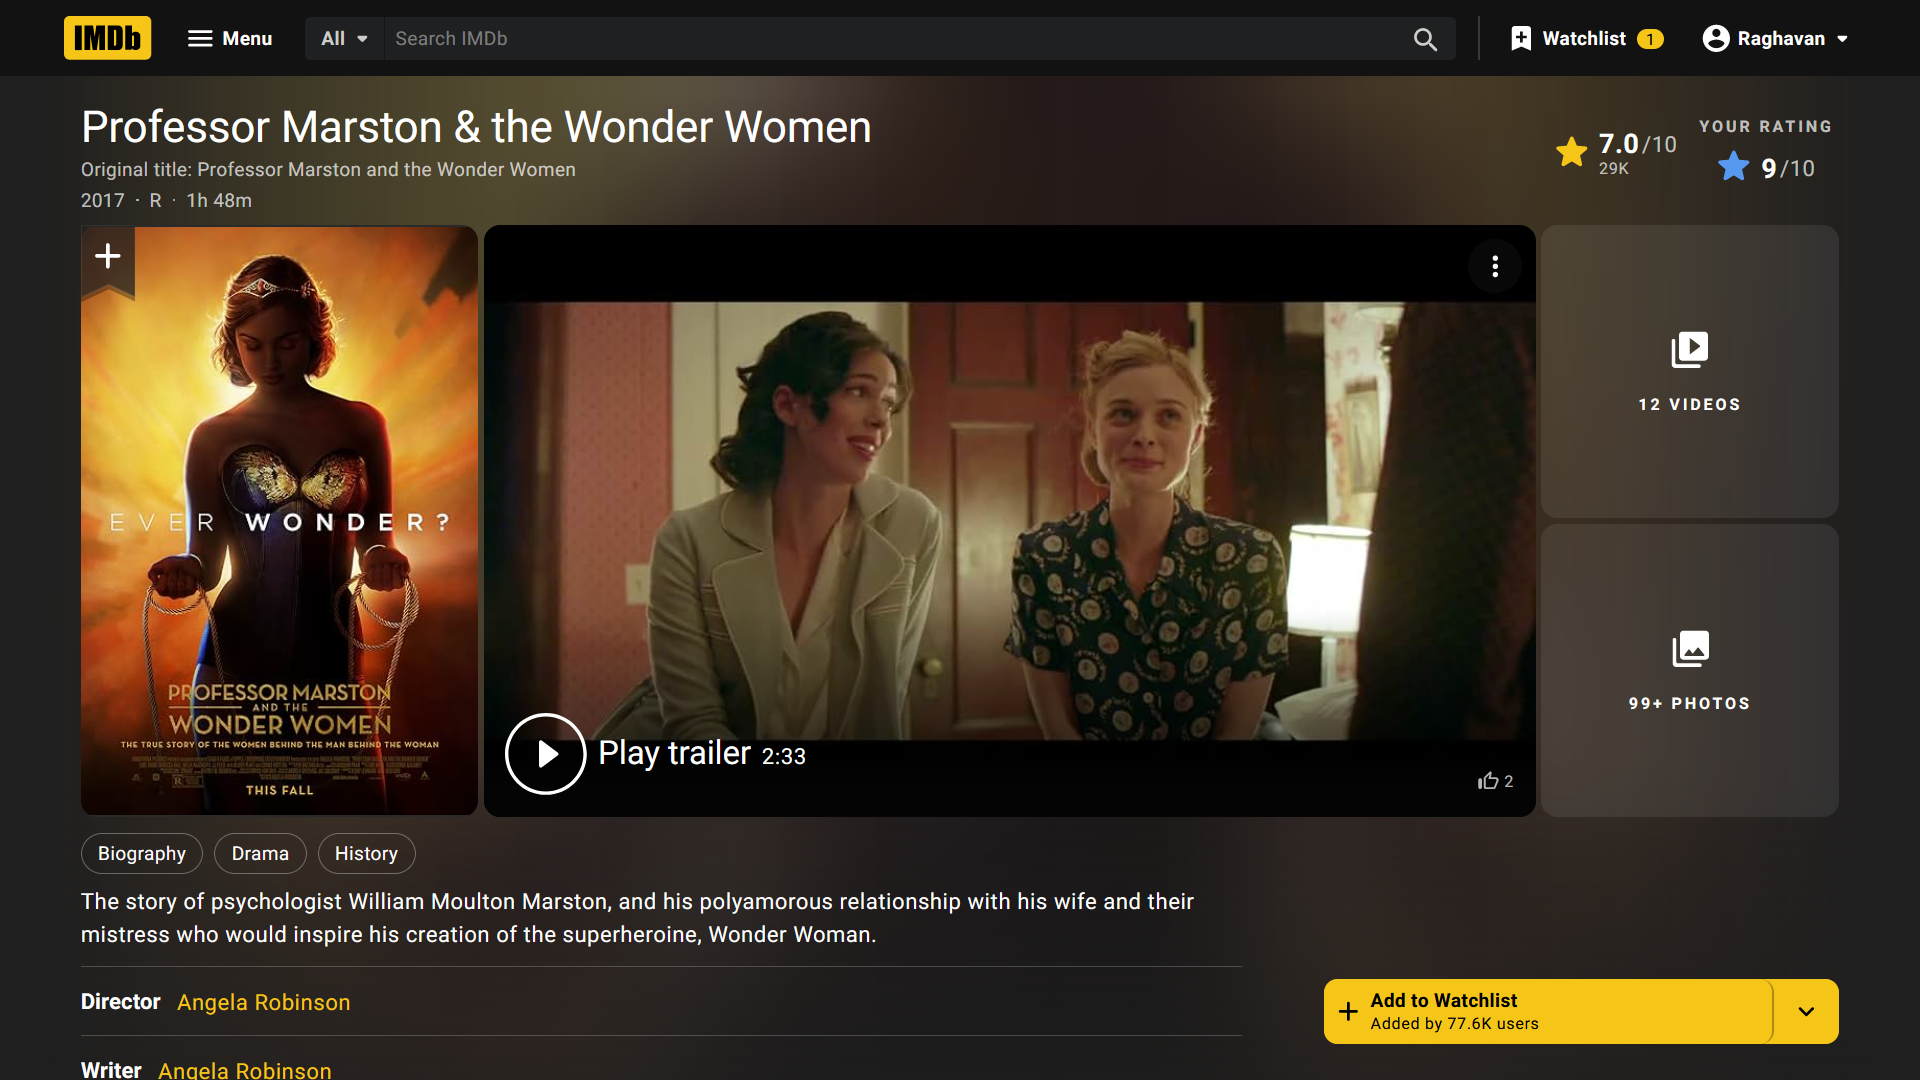 IMDb
Menu
All
Search IMDb
Watchlist 1
Raghavan
Professor Marston & the Wonder Women
Original title: Professor Marston and the Wonder Women
2017 · R · 1h 48m
7.0/10
29K
YOUR RATING
9/10
EVER WONDER?
PROFESSOR MARSTON
AND THE
WONDER WOMEN
THE TRUE STORY OF THE WOMEN BEHIND THE MAN BEHIND THE WOMAN
R
THIS FALL
Play trailer 2:33
2
12 VIDEOS
99+ PHOTOS
Biography
Drama
History
The story of psychologist William Moulton Marston, and his polyamorous relationship with his wife and their
mistress who would inspire his creation of the superheroine, Wonder Woman.
Director Angela Robinson
Add to Watchlist
Added by 77.6K users
Writer Angela Robinson